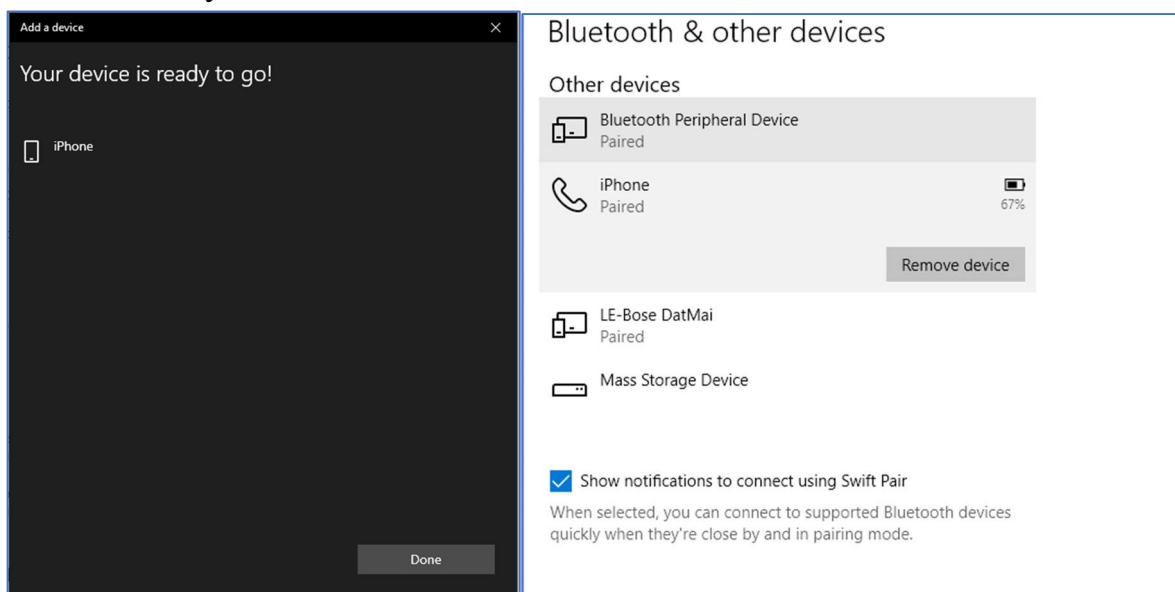 Add a device
Your device is ready to go!
iPhone
Done
Bluetooth & other devices
Other devices
Bluetooth Peripheral Device
Paired
iPhone
Paired
67%
Remove device
LE-Bose DatMai
Paired
Mass Storage Device
Show notifications to connect using Swift Pair
When selected, you can connect to supported Bluetooth devices
quickly when they're close by and in pairing mode.